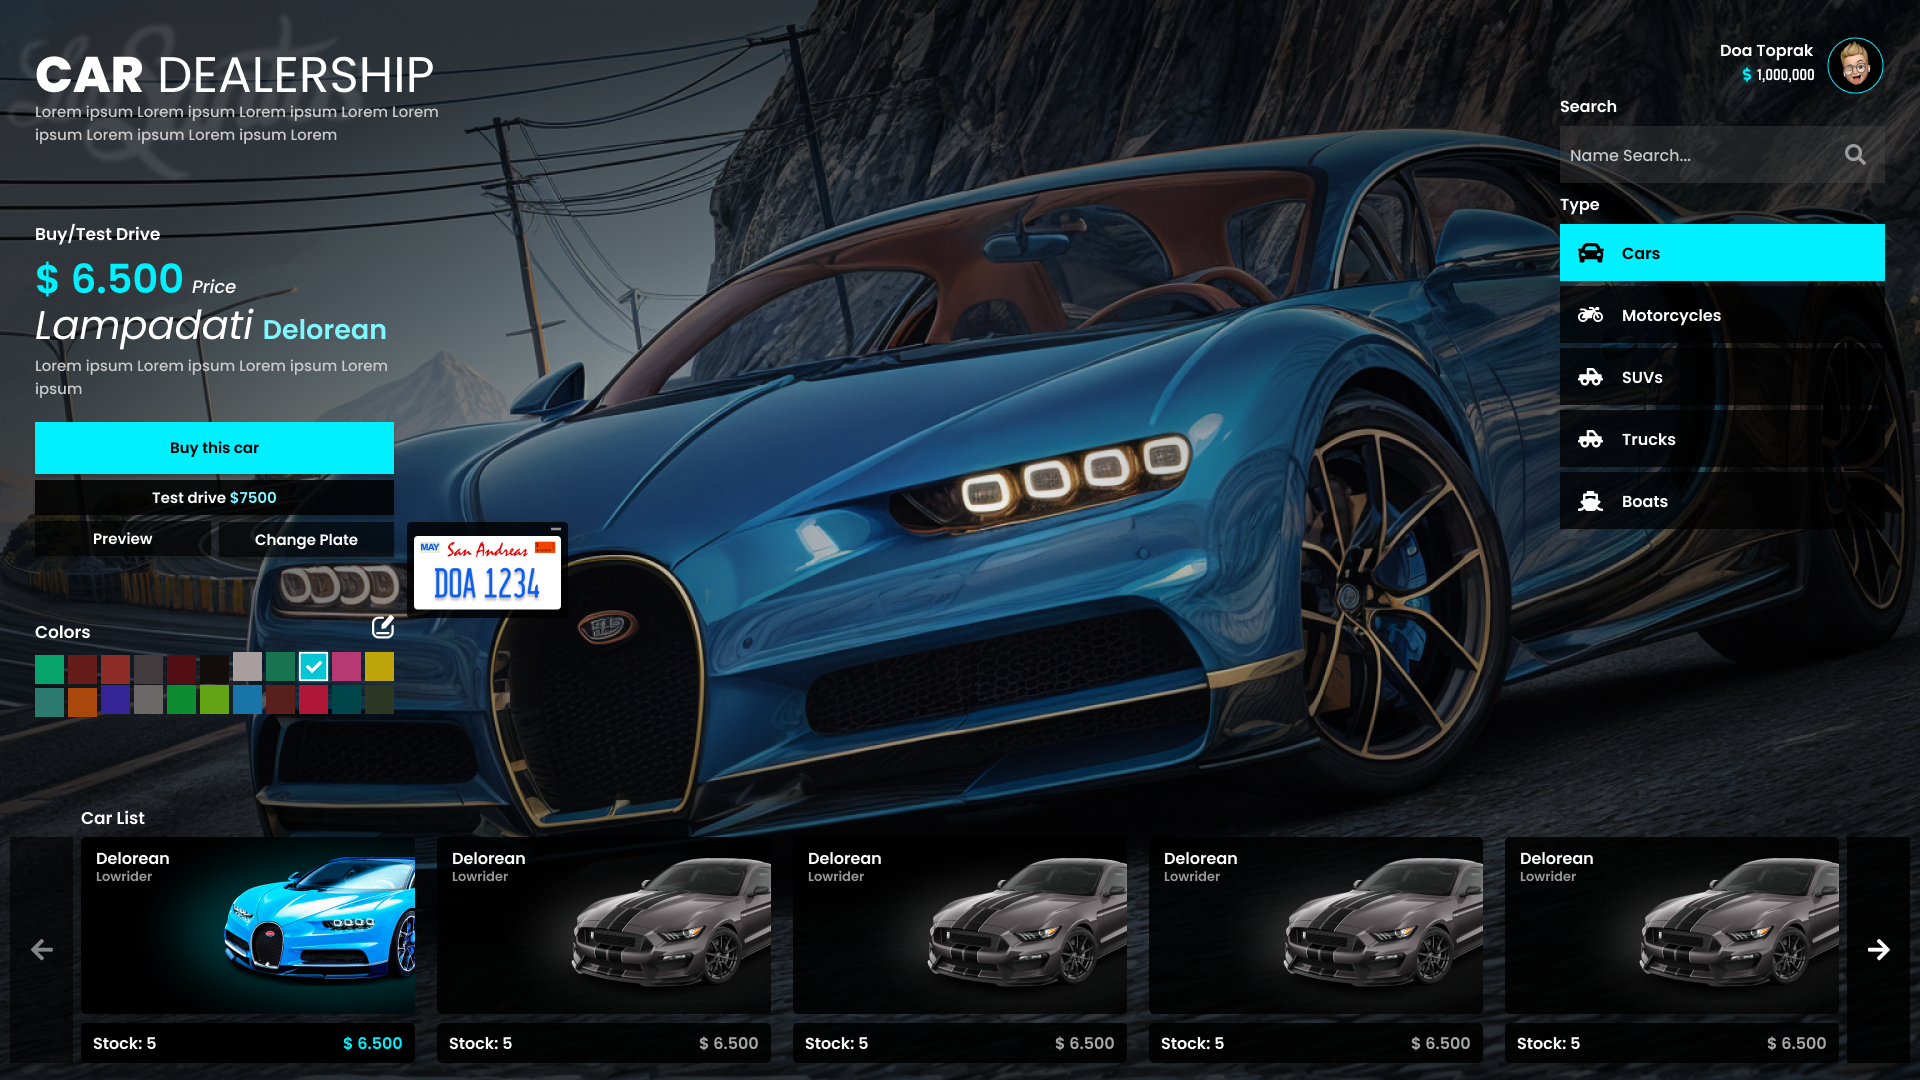 CAR DEALERSHIP
Lorem ipsum Lorem ipsum Lorem ipsum Lorem Lorem
ipsum Lorem ipsum Lorem ipsum Lorem
Doa Toprak
$ 1,000,000
Search
Name Search...
Type
Cars
Motorcycles
SUVs
Trucks
Boats
Buy/Test Drive
$ 6.500 Price
Lampadati Delorean
Lorem ipsum Lorem ipsum Lorem ipsum Lorem
ipsum
Buy this car
Test drive $7500
Preview
Change Plate
MAY San Andreas
DOA 1234
Colors
Car List
Delorean
Lowrider
Stock: 5
$ 6.500
Delorean
Lowrider
Stock: 5
$ 6.500
Delorean
Lowrider
Stock: 5
$ 6.500
Delorean
Lowrider
Stock: 5
$ 6.500
Delorean
Lowrider
Stock: 5
$ 6.500